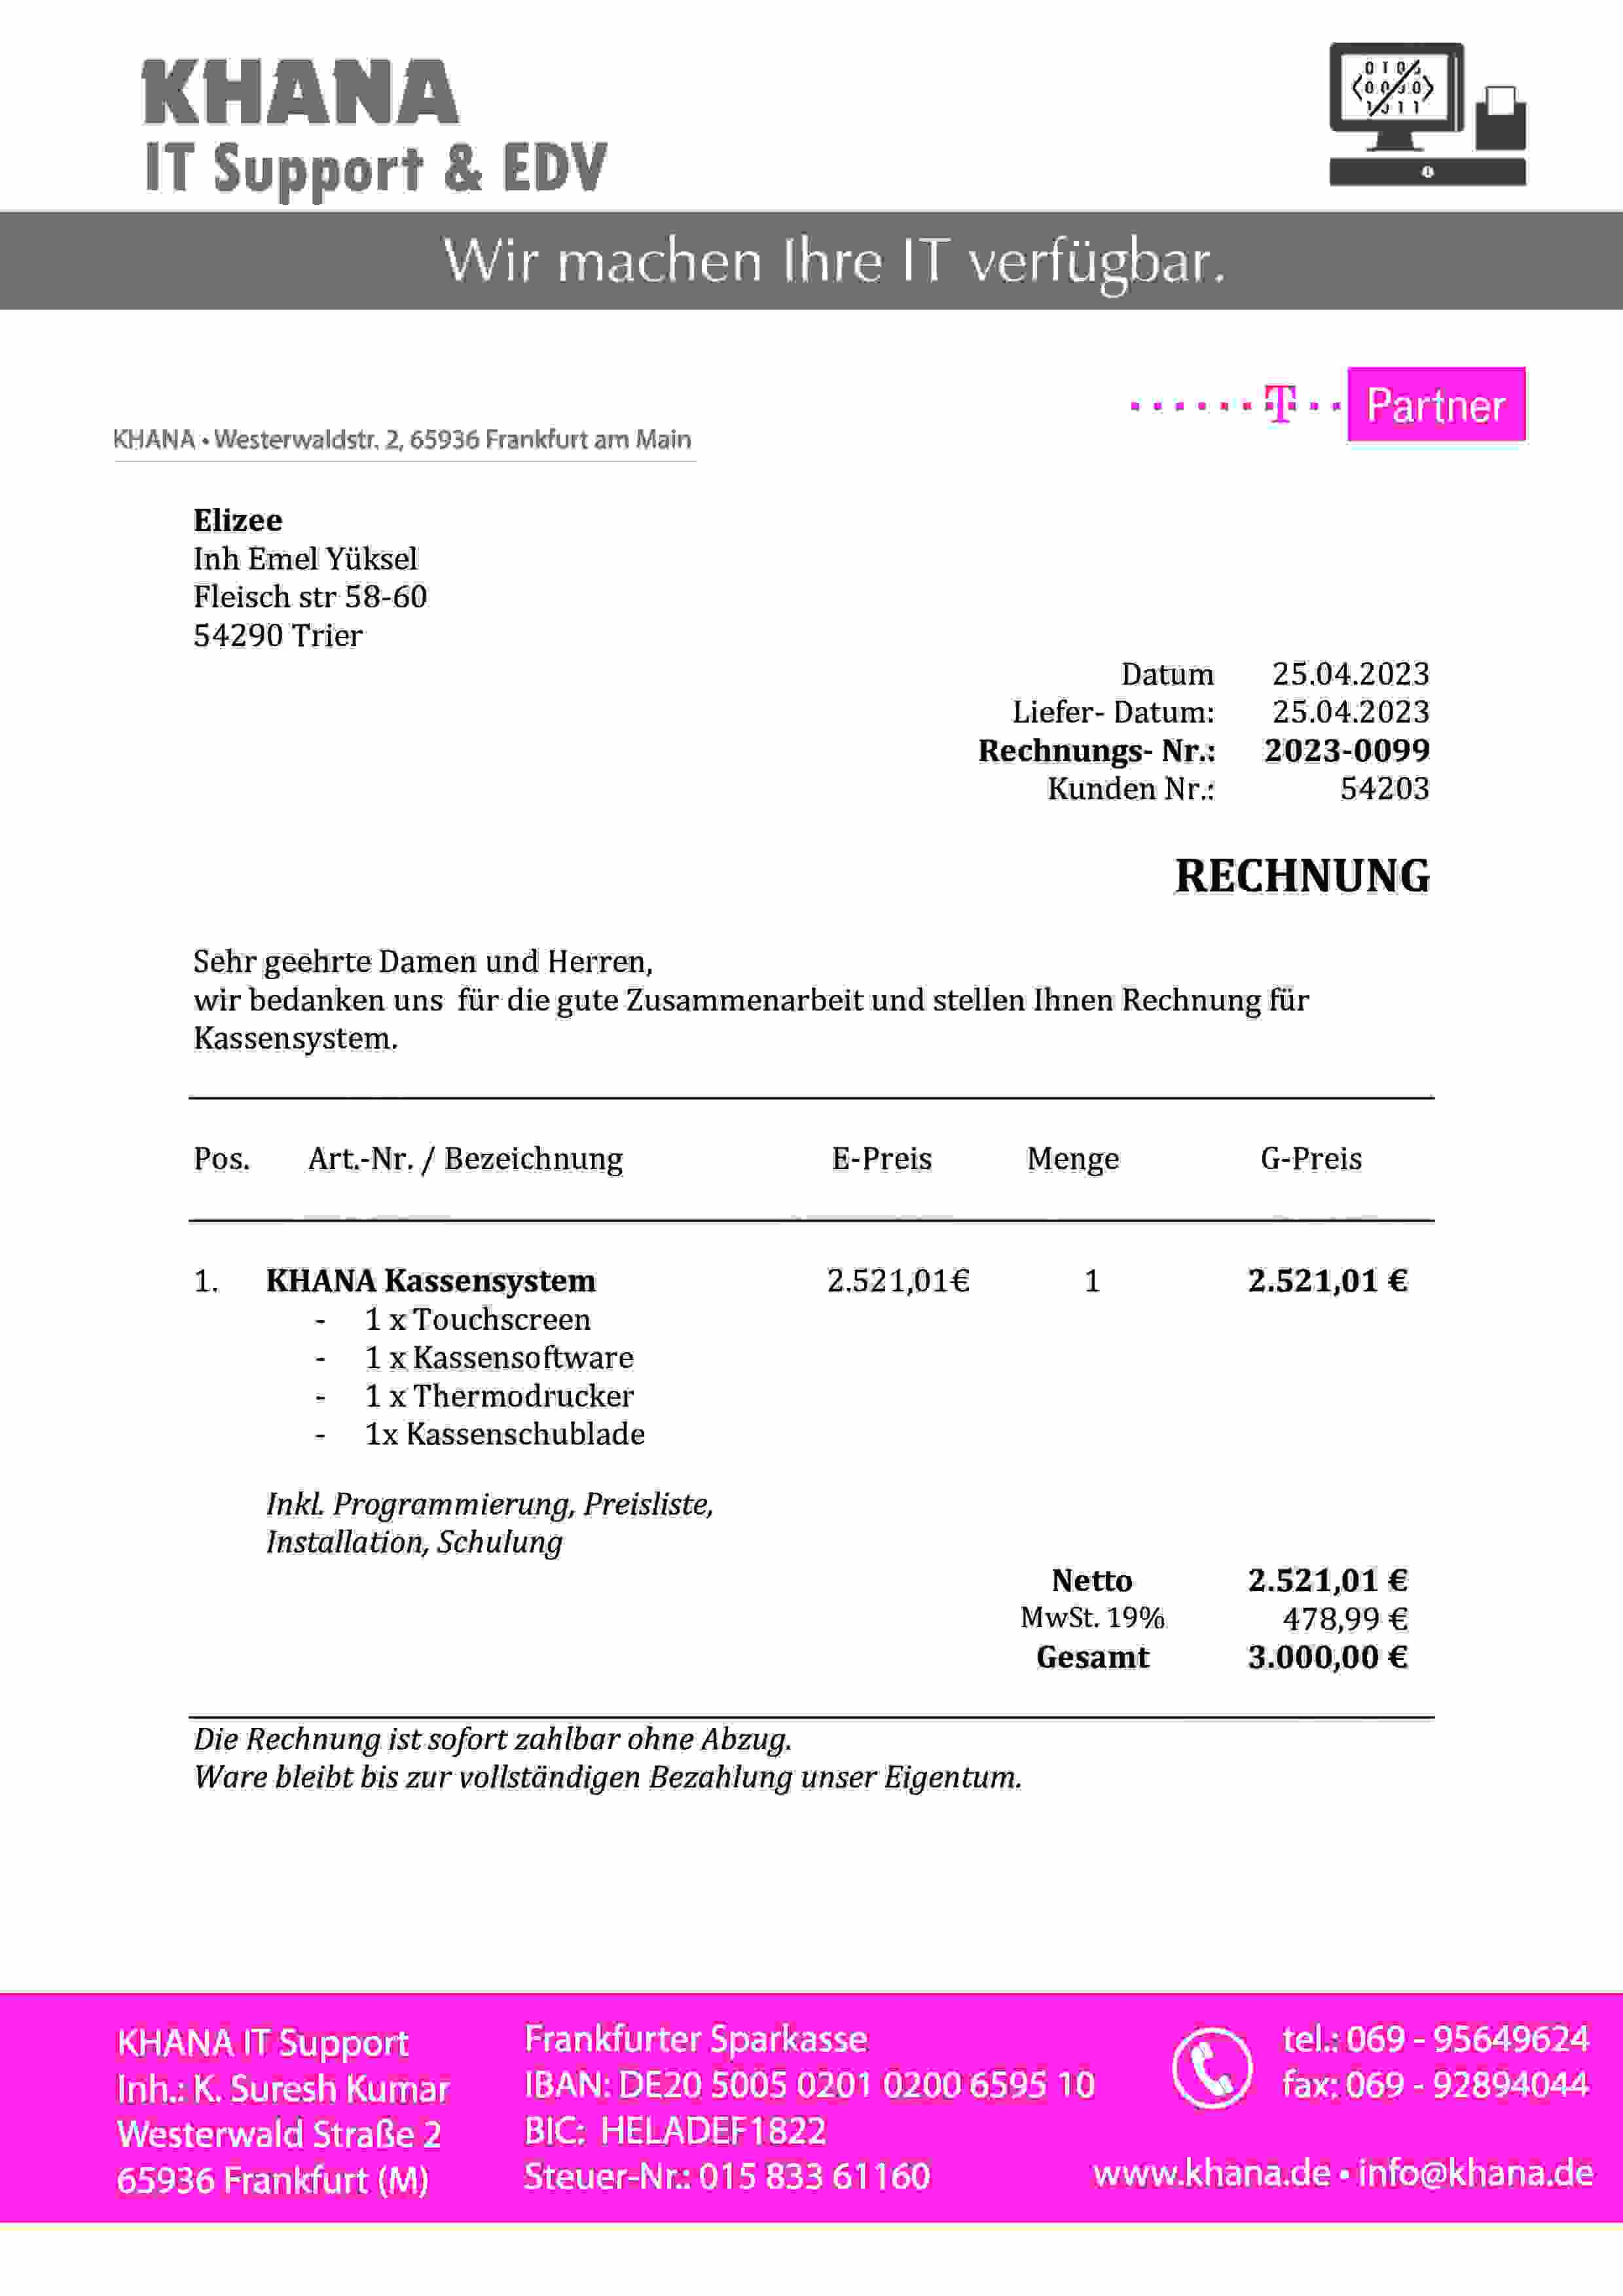 KHANA
IT Support & EDV
Wir machen Ihre IT verfügbar.
T Partner
KHANA • Westerwaldstr. 2, 65936 Frankfurt am Main
Elizee
Inh Emel Yüksel
Fleisch str 58-60
54290 Trier
Datum 25.04.2023
Liefer- Datum: 25.04.2023
Rechnungs- Nr.: 2023-0099
Kunden Nr.: 54203
RECHNUNG
Sehr geehrte Damen und Herren,
wir bedanken uns für die gute Zusammenarbeit und stellen Ihnen Rechnung für
Kassensystem.
Pos. Art.-Nr. / Bezeichnung E-Preis Menge G-Preis
1. KHANA Kassensystem 2.521,01€ 1 2.521,01 €
- 1 x Touchscreen
- 1 x Kassensoftware
- 1 x Thermodrucker
- 1x Kassenschublade
Inkl. Programmierung, Preisliste,
Installation, Schulung
Netto 2.521,01 €
MwSt. 19% 478,99 €
Gesamt 3.000,00 €
Die Rechnung ist sofort zahlbar ohne Abzug.
Ware bleibt bis zur vollständigen Bezahlung unser Eigentum.
KHANA IT Support
Inh.: K. Suresh Kumar
Westerwald Straße 2
65936 Frankfurt (M)
Frankfurter Sparkasse
IBAN: DE20 5005 0201 0200 6595 10
BIC: HELADEF1822
Steuer-Nr.: 015 833 61160
tel.: 069 - 95649624
fax: 069 - 92894044
www.khana.de • info@khana.de